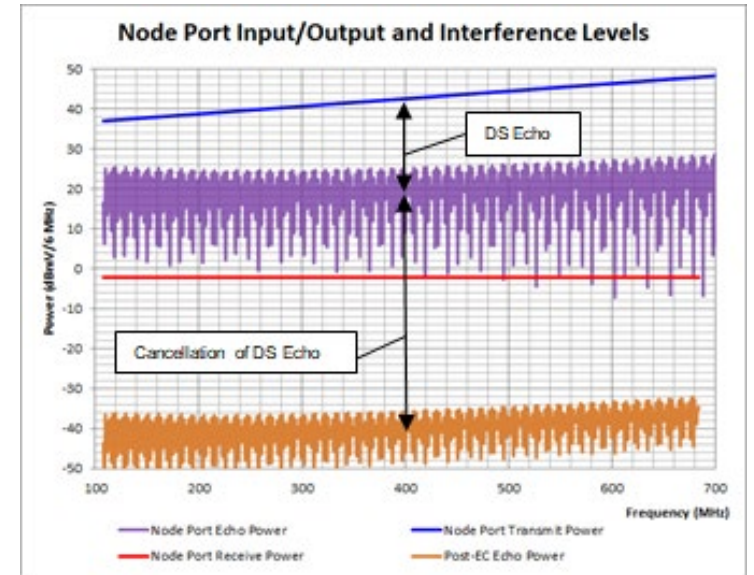 Node Port Input/Output and Interference Levels
50
40
30
20
10
0
-10
-20
-30
-40
-50
Power (dBmV/6 MHz)
DS Echo
Cancellation of DS Echo
100 200 300 400 500 600 700
Frequency (MHz)
Node Port Echo Power Node Port Transmit Power
Node Port Receive Power Post-EC Echo Power